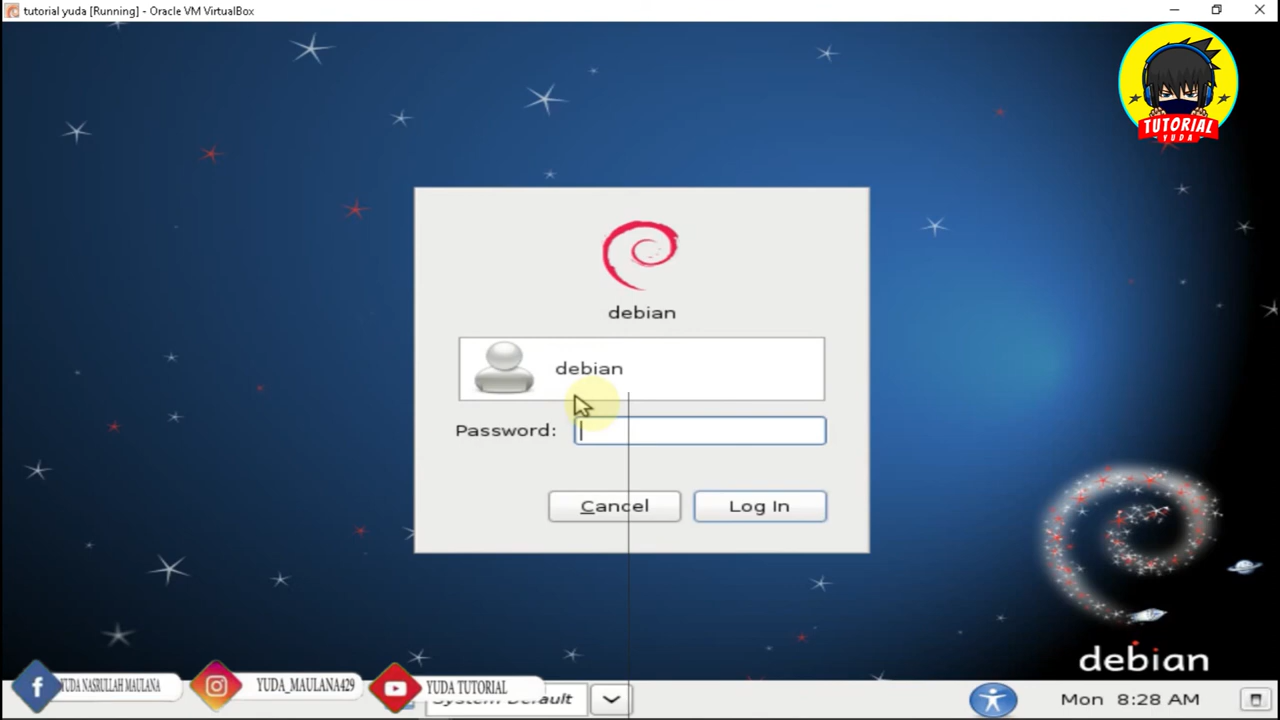 tutorial yuda [Running] - Oracle VM VirtualBox
TUTORIAL
YUDA
debian
debian
Password:
Cancel
Log In
debian
YUDA NASRULLAH MAULANA
YUDA_MAULANA429
YUDA TUTORIAL
System Default
Mon 8:28 AM